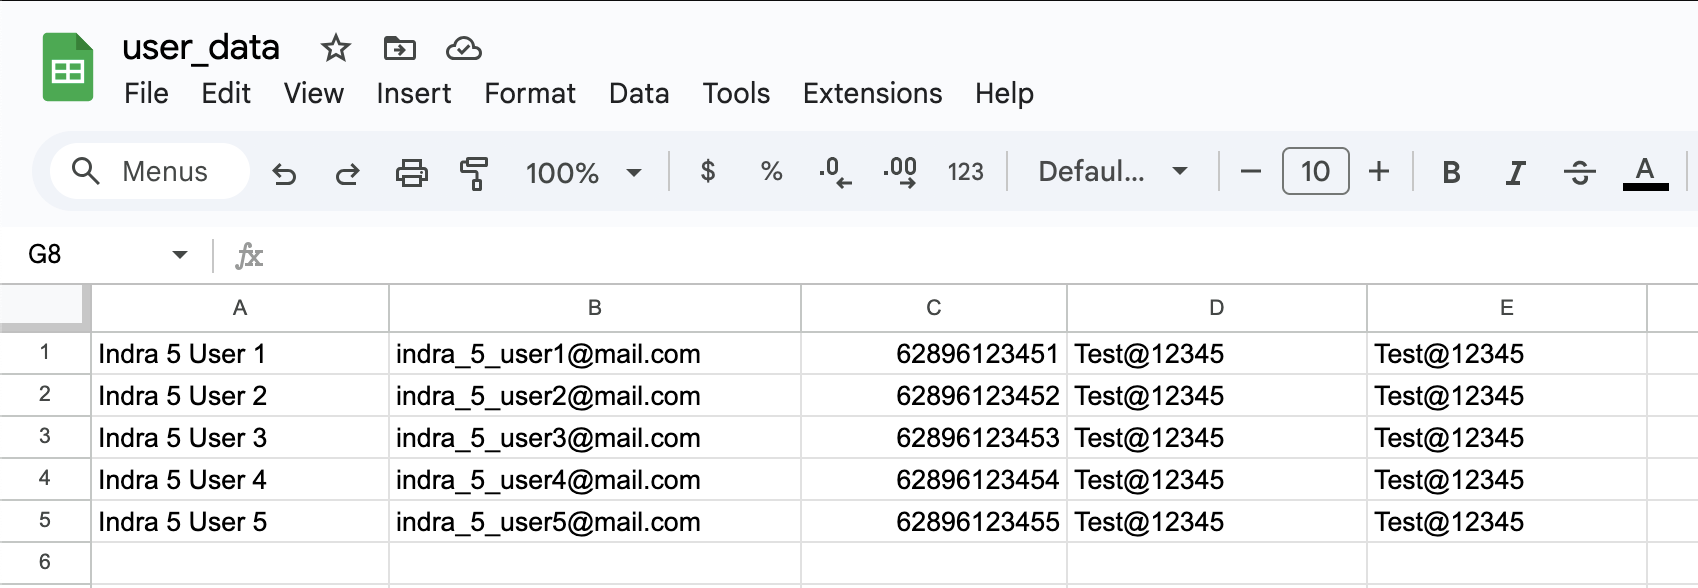 user_data
File Edit View Insert Format Data Tools Extensions Help
Menus 100% $ % .0 .00 123 Defaul... − 10 + B I S A
G8 fx
A B C D E
1 Indra 5 User 1 indra_5_user1@mail.com 62896123451 Test@12345 Test@12345
2 Indra 5 User 2 indra_5_user2@mail.com 62896123452 Test@12345 Test@12345
3 Indra 5 User 3 indra_5_user3@mail.com 62896123453 Test@12345 Test@12345
4 Indra 5 User 4 indra_5_user4@mail.com 62896123454 Test@12345 Test@12345
5 Indra 5 User 5 indra_5_user5@mail.com 62896123455 Test@12345 Test@12345
6